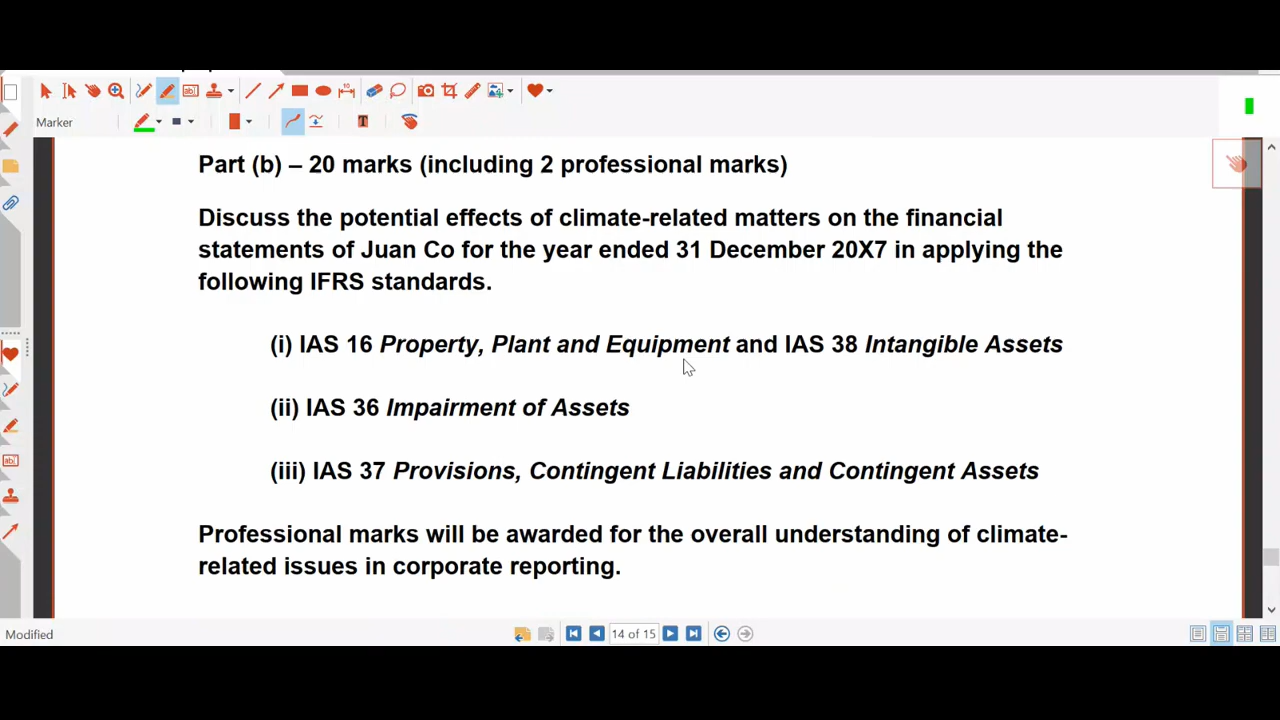 Marker
Part (b) – 20 marks (including 2 professional marks)
Discuss the potential effects of climate-related matters on the financial
statements of Juan Co for the year ended 31 December 20X7 in applying the
following IFRS standards.
(i) IAS 16 Property, Plant and Equipment and IAS 38 Intangible Assets
(ii) IAS 36 Impairment of Assets
(iii) IAS 37 Provisions, Contingent Liabilities and Contingent Assets
Professional marks will be awarded for the overall understanding of climate-
related issues in corporate reporting.
Modified
14 of 15